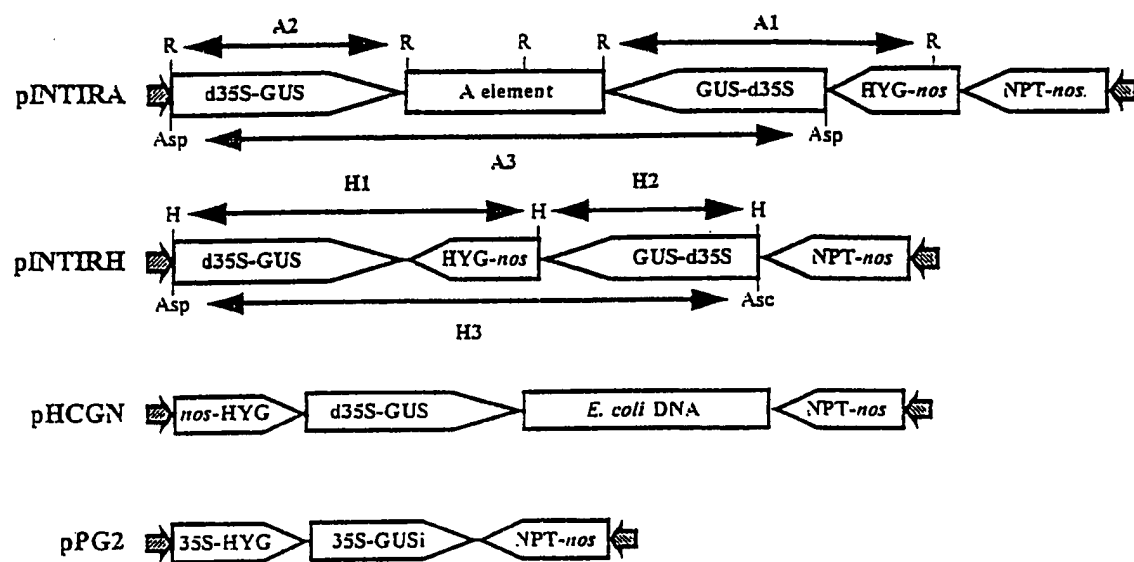 A2 A1
R R R R R
pINTIRA d35S-GUS A element GUS-d35S HYG-nos NPT-nos.
Asp Asp
A3
H1 H2
H H H
pINTIRH d35S-GUS HYG-nos GUS-d35S NPT-nos
Asp Asc
H3
pHCGN nos-HYG d35S-GUS E. coli DNA NPT-nos
pPG2 35S-HYG 35S-GUSi NPT-nos